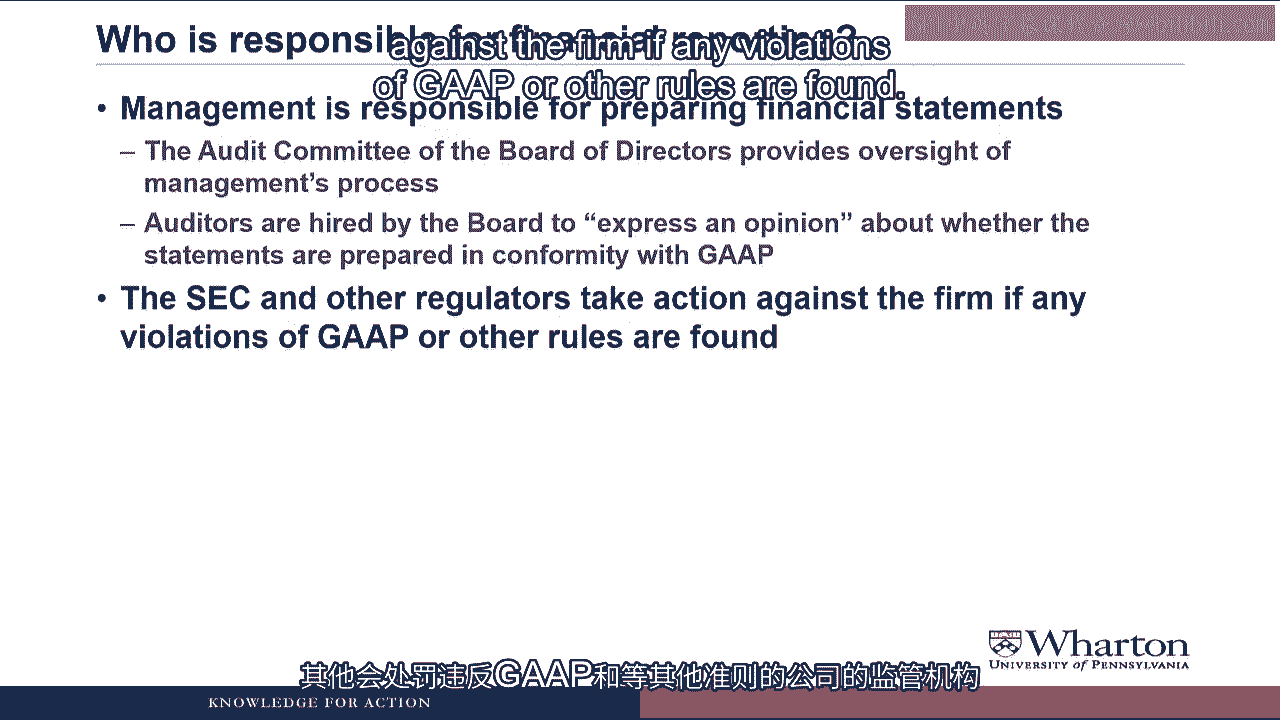 Who is responsible for financial reporting?
against the firm if any violations
of GAAP or other rules are found.
• Management is responsible for preparing financial statements
– The Audit Committee of the Board of Directors provides oversight of
management's process
– Auditors are hired by the Board to “express an opinion” about whether the
statements are prepared in conformity with GAAP
• The SEC and other regulators take action against the firm if any
violations of GAAP or other rules are found
Wharton
UNIVERSITY of PENNSYLVANIA
其他会处罚违反GAAP和等其他准则的公司的监管机构
KNOWLEDGE FOR ACTION